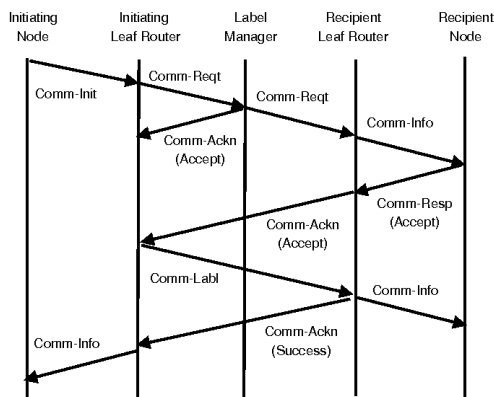 Initiating Node
Initiating Leaf Router
Label Manager
Recipient Leaf Router
Recipient Node
Comm-Reqt
Comm-Init
Comm-Reqt
Comm-Info
Comm-Ackn
(Accept)
Comm-Resp
(Accept)
Comm-Ackn
(Accept)
Comm-Labl
Comm-Info
Comm-Ackn
(Success)
Comm-Info